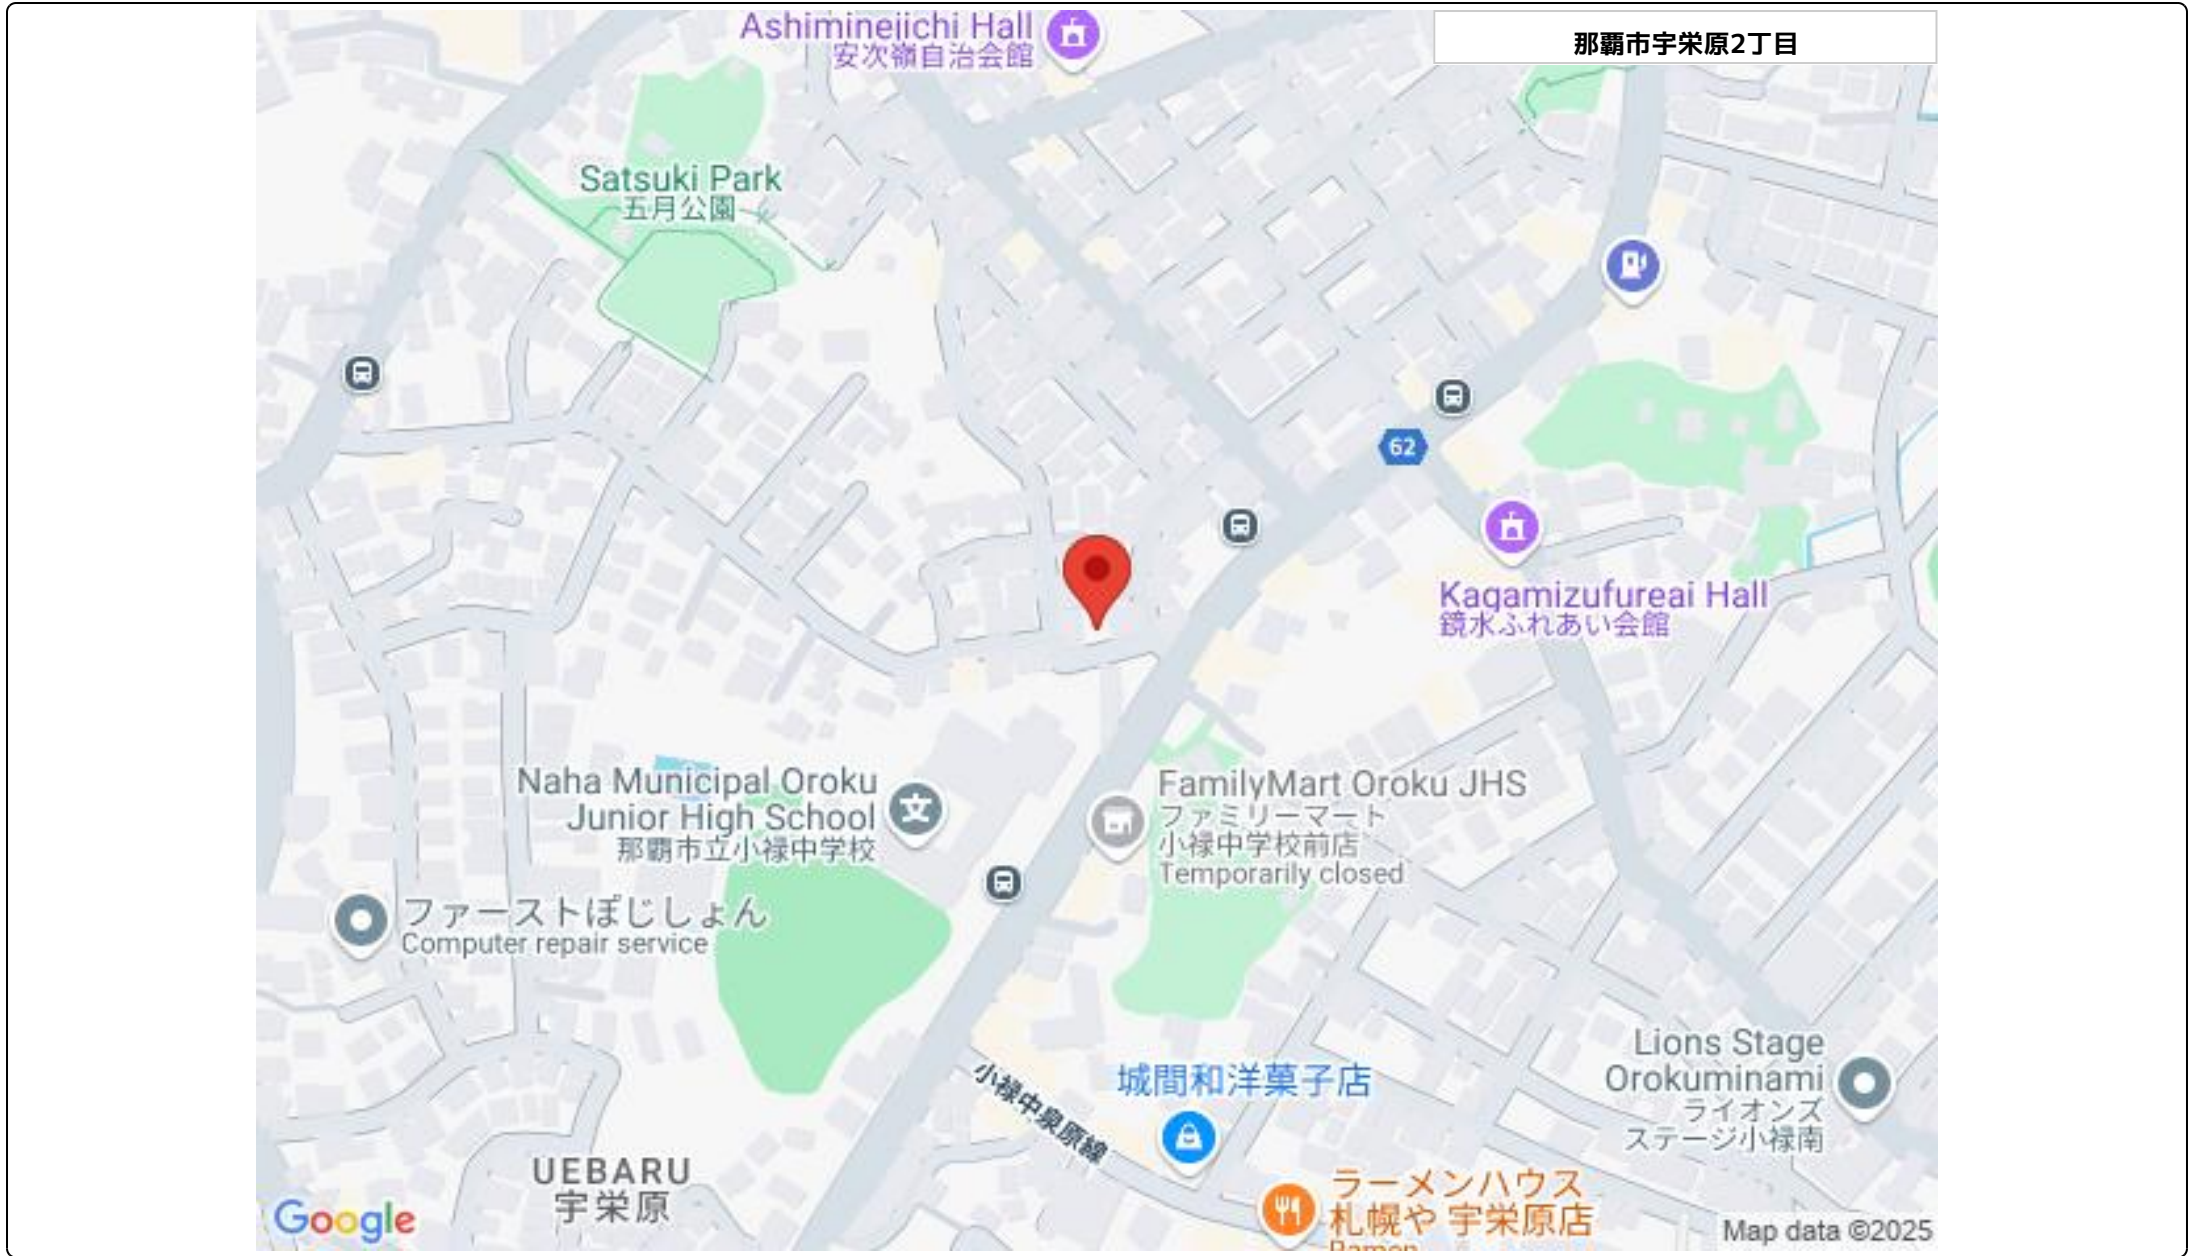 Ashimineiichi Hall
安次嶺自治会館
那覇市宇栄原2丁目
Satsuki Park
五月公園
62
Kagamizufureai Hall
鏡水ふれあい会館
Naha Municipal Oroku
Junior High School
那覇市立小禄中学校
文
FamilyMart Oroku JHS
ファミリーマート
小禄中学校前店
Temporarily closed
ファーストぽじしょん
Computer repair service
小禄中泉原線
城間和洋菓子店
Lions Stage
Orokuminami
ライオンズ
ステージ小禄南
UEBARU
宇栄原
ラーメンハウス
札幌や 宇栄原店
Ramen
Google
Map data ©2025